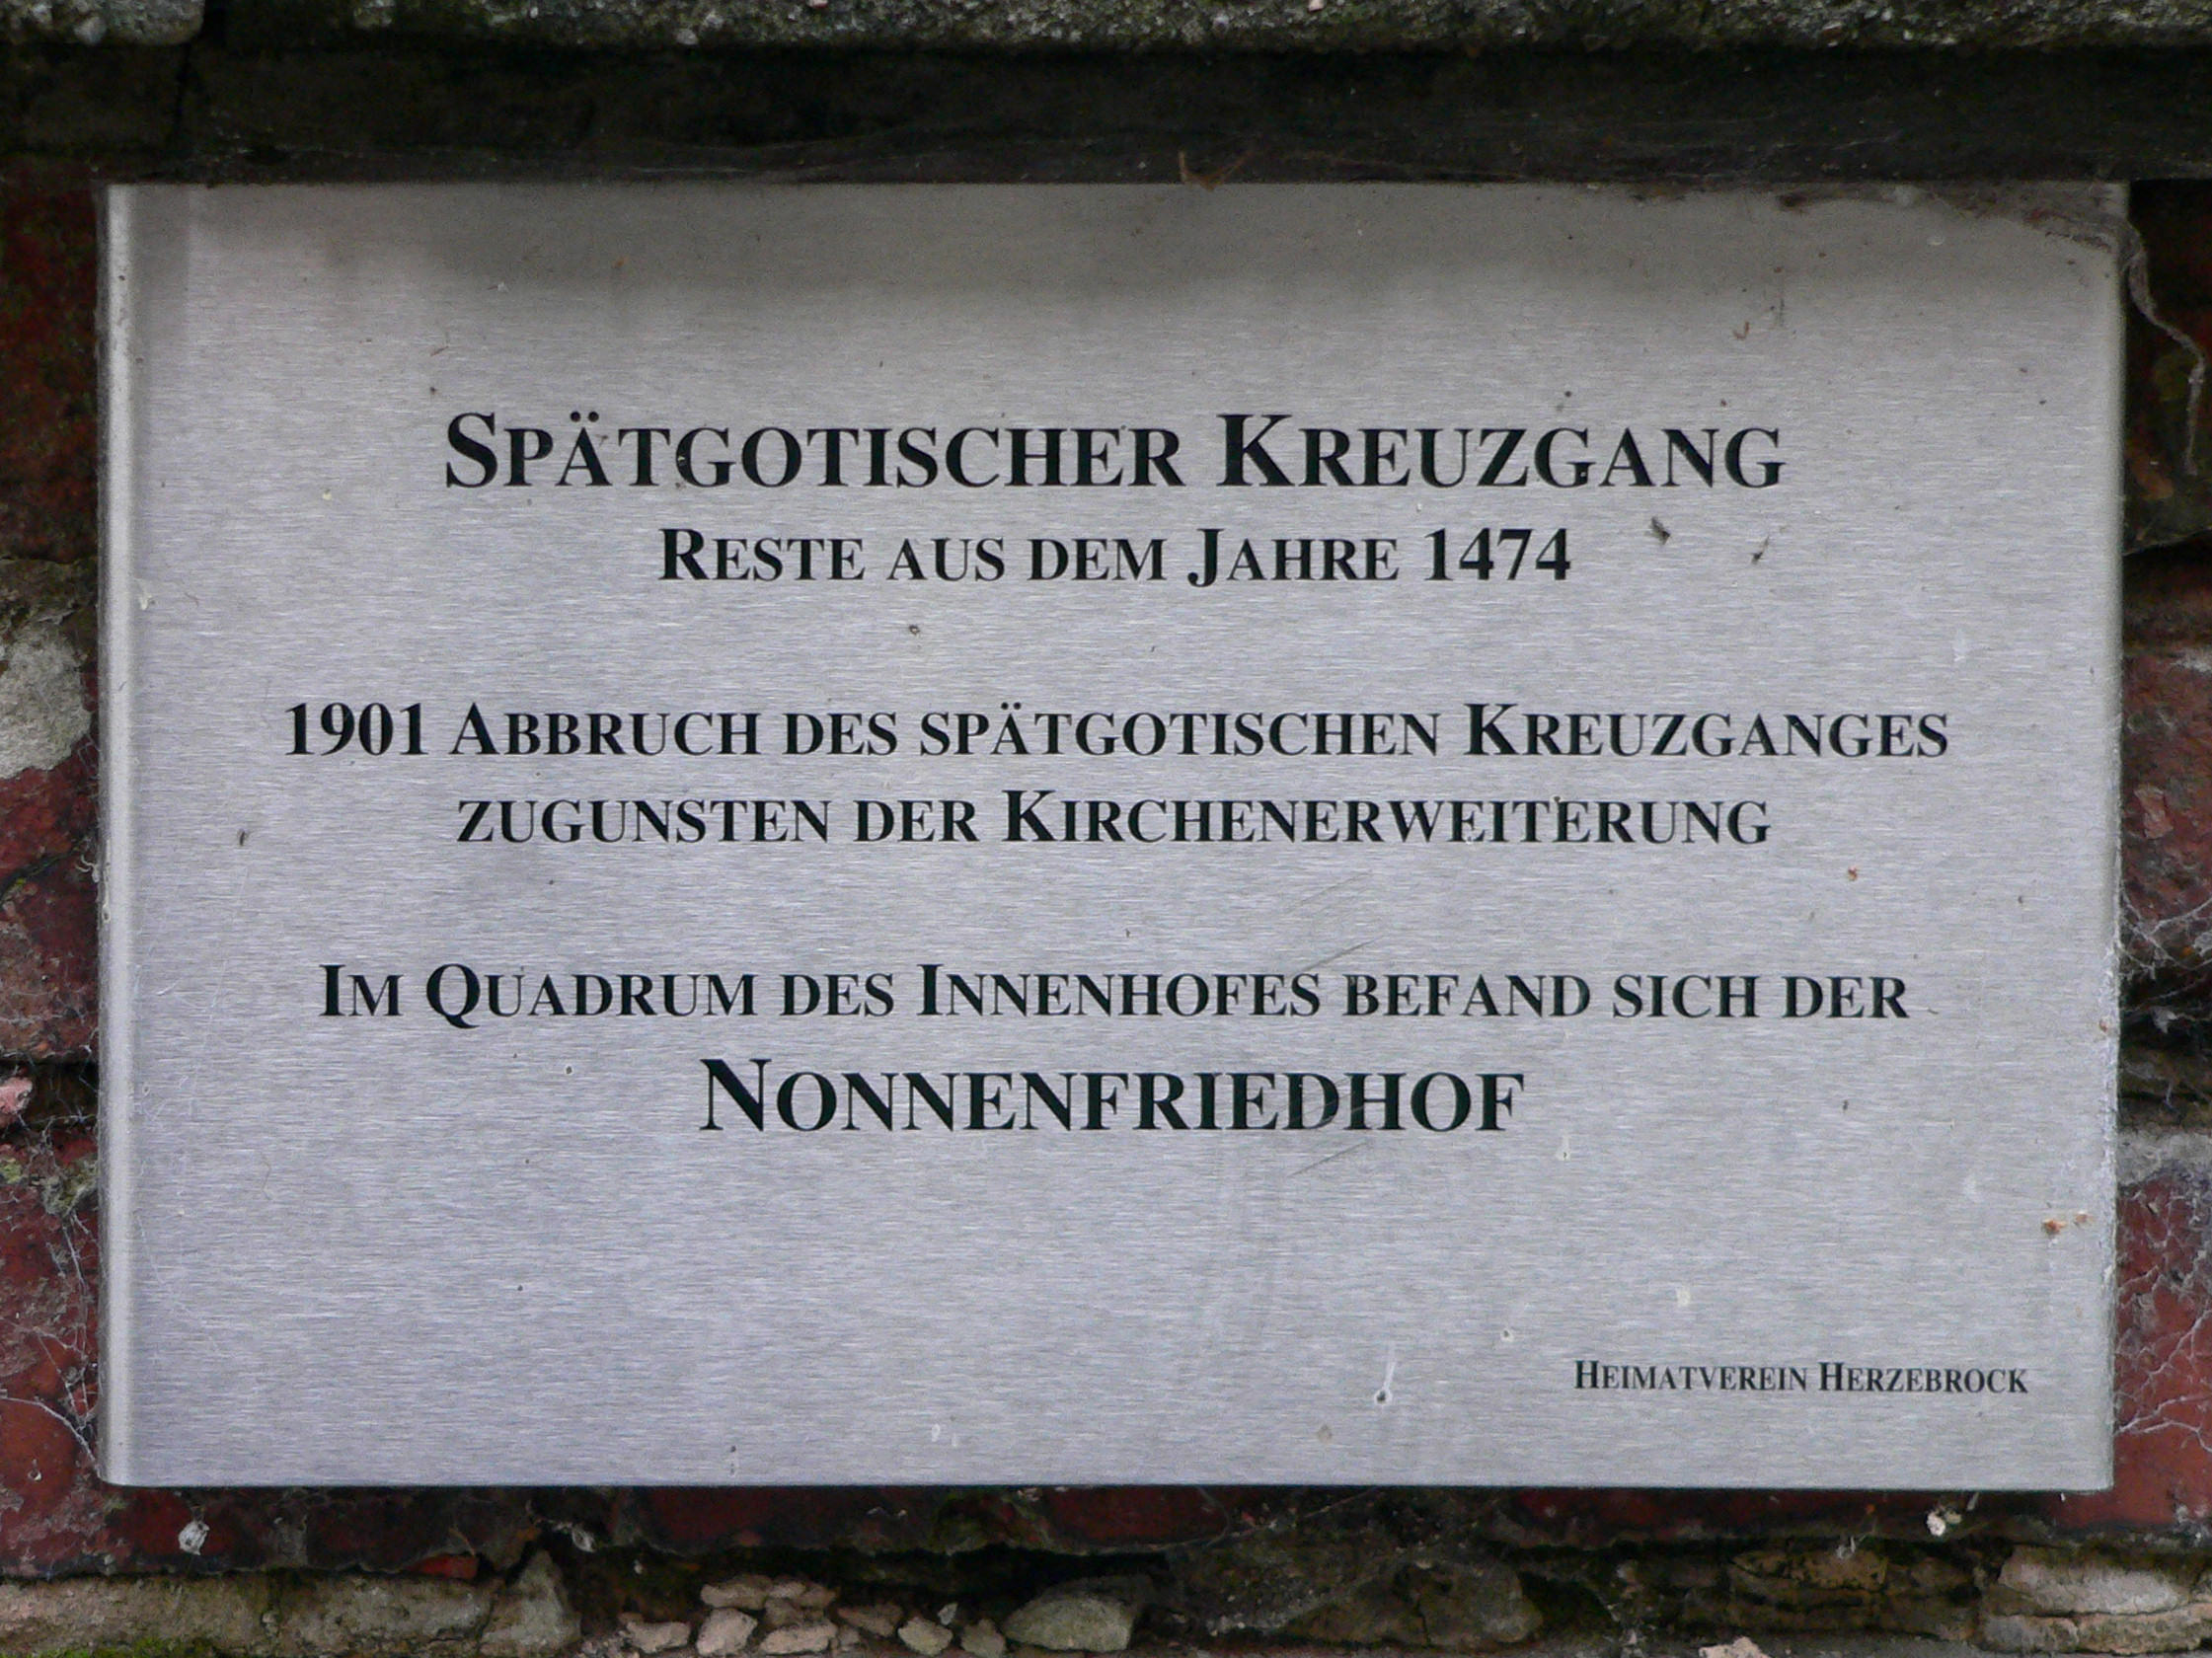 SPÄTGOTISCHER KREUZGANG
RESTE AUS DEM JAHRE 1474
1901 ABBRUCH DES SPÄTGOTISCHEN KREUZGANGES
ZUGUNSTEN DER KIRCHENERWEITERUNG
IM QUADRUM DES INNENHOFES BEFAND SICH DER
NONNENFRIEDHOF
HEIMATVEREIN HERZEBROCK